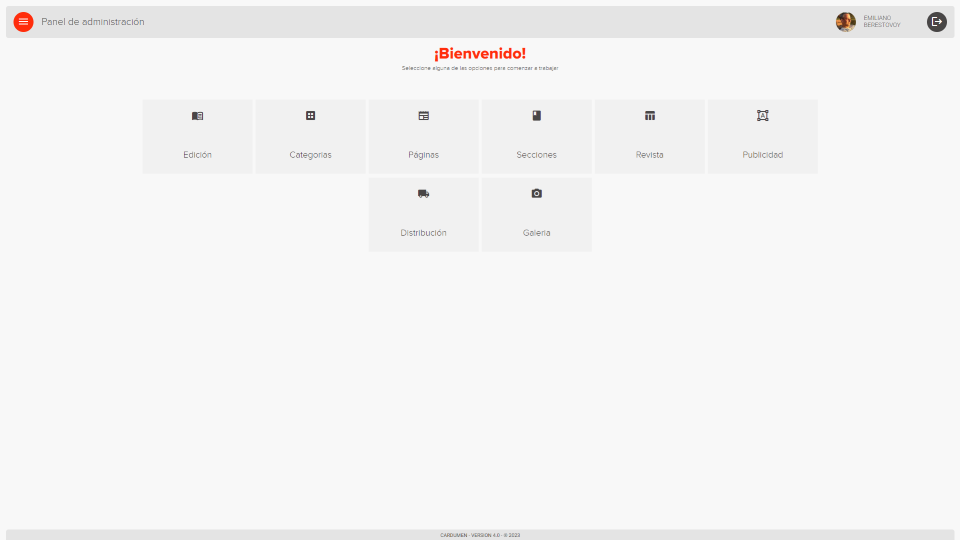 Panel de administración
EMILIANO
BERESTOVOY
¡Bienvenido!
Seleccione alguna de las opciones para comenzar a trabajar
Edición
Categorias
Páginas
Secciones
Revista
Publicidad
Distribución
Galeria
CARDUMEN - VERSION 4.0 - © 2023